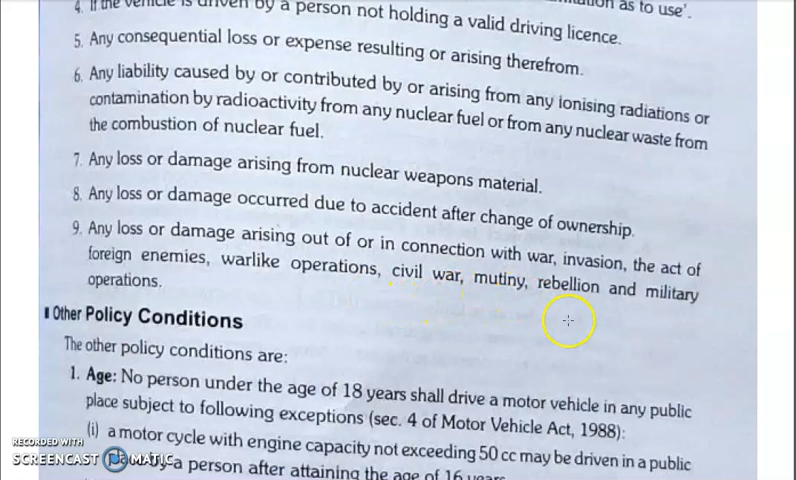 4. If the vehicle is driven by a person not holding a valid driving licence.
as to use'.
5. Any consequential loss or expense resulting or arising therefrom.
6. Any liability caused by or contributed by or arising from any ionising radiations or
contamination by radioactivity from any nuclear fuel or from any nuclear waste from
the combustion of nuclear fuel.
7. Any loss or damage arising from nuclear weapons material.
8. Any loss or damage occurred due to accident after change of ownership.
9. Any loss or damage arising out of or in connection with war, invasion, the act of
foreign enemies, warlike operations, civil war, mutiny, rebellion and military
operations.
Other Policy Conditions
The other policy conditions are:
1. Age: No person under the age of 18 years shall drive a motor vehicle in any public
place subject to following exceptions (sec. 4 of Motor Vehicle Act, 1988):
(i) a motor cycle with engine capacity not exceeding 50 cc may be driven in a public
by a person after attaining the age of 16 years
RECORDED WITH
SCREENCAST MATIC